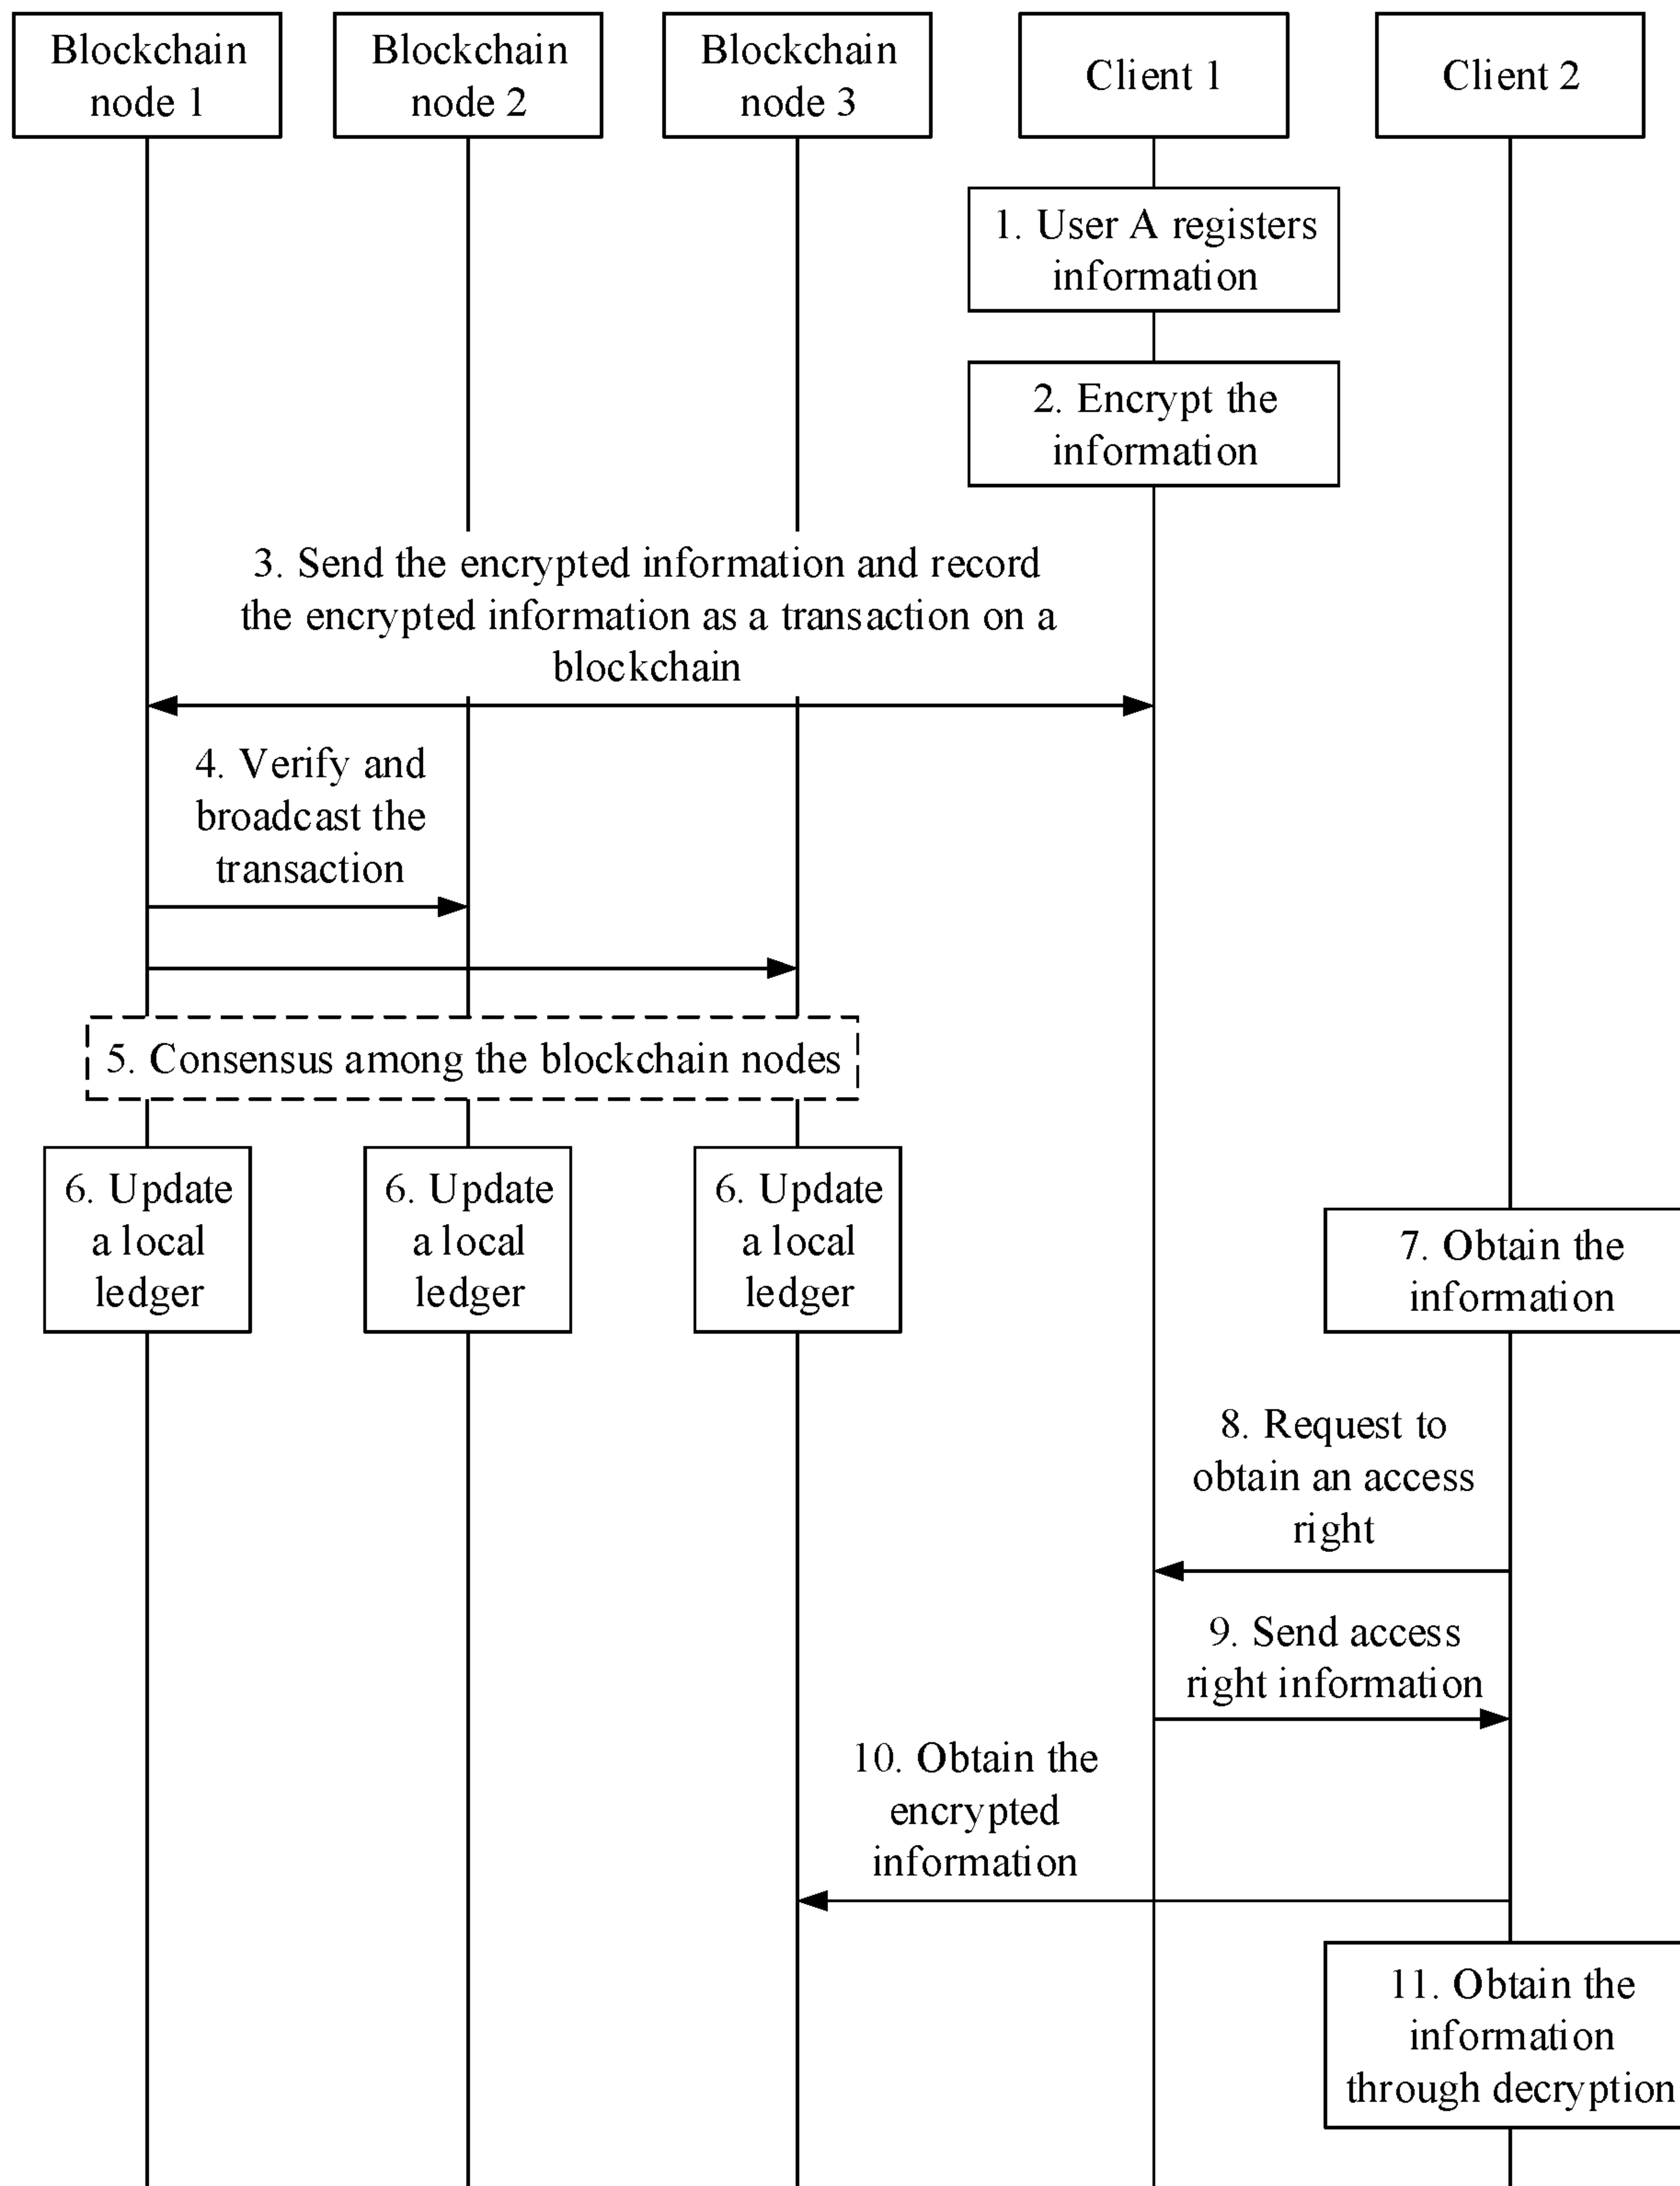 Blockchain
node 1
Blockchain
node 2
Blockchain
node 3
Client 1
Client 2
1. User A registers
information
2. Encrypt the
information
3. Send the encrypted information and record
the encrypted information as a transaction on a
blockchain
4. Verify and
broadcast the
transaction
5. Consensus among the blockchain nodes
6. Update
a local
ledger
6. Update
a local
ledger
6. Update
a local
ledger
7. Obtain the
information
8. Request to
obtain an access
right
9. Send access
right information
10. Obtain the
encrypted
information
11. Obtain the
information
through decryption